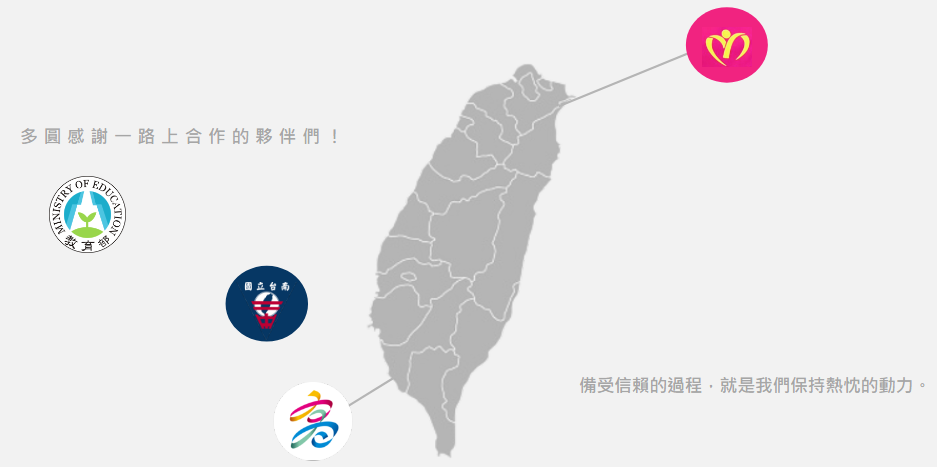 多圓感謝一路上合作的夥伴們！
MINISTRY OF EDUCATION
教育部
國立台南
備受信賴的過程，就是我們保持熱忱的動力。